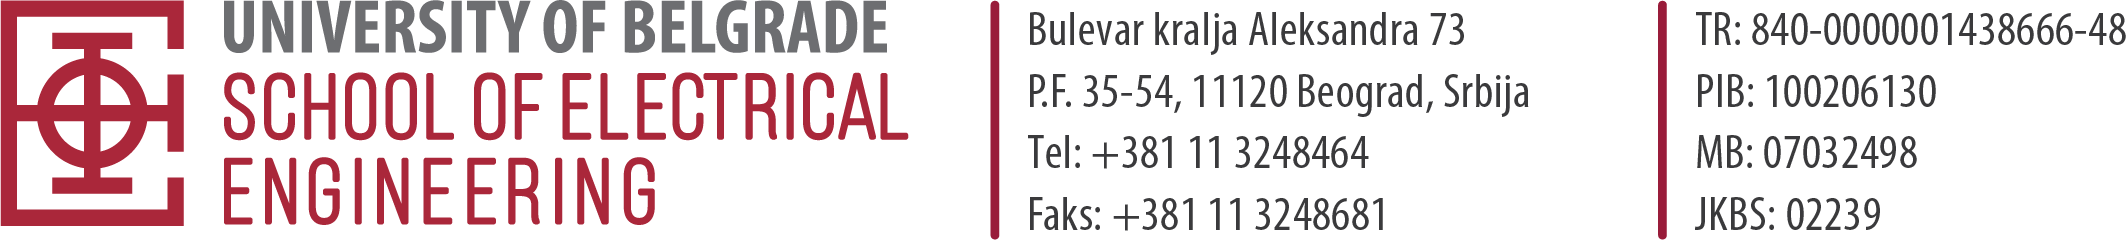 UNIVERSITY OF BELGRADE
SCHOOL OF ELECTRICAL
ENGINEERING
Bulevar kralja Aleksandra 73
P.F. 35-54, 11120 Beograd, Srbija
Tel: +381 11 3248464
Faks: +381 11 3248681
TR: 840-0000001438666-48
PIB: 100206130
MB: 07032498
JKBS: 02239